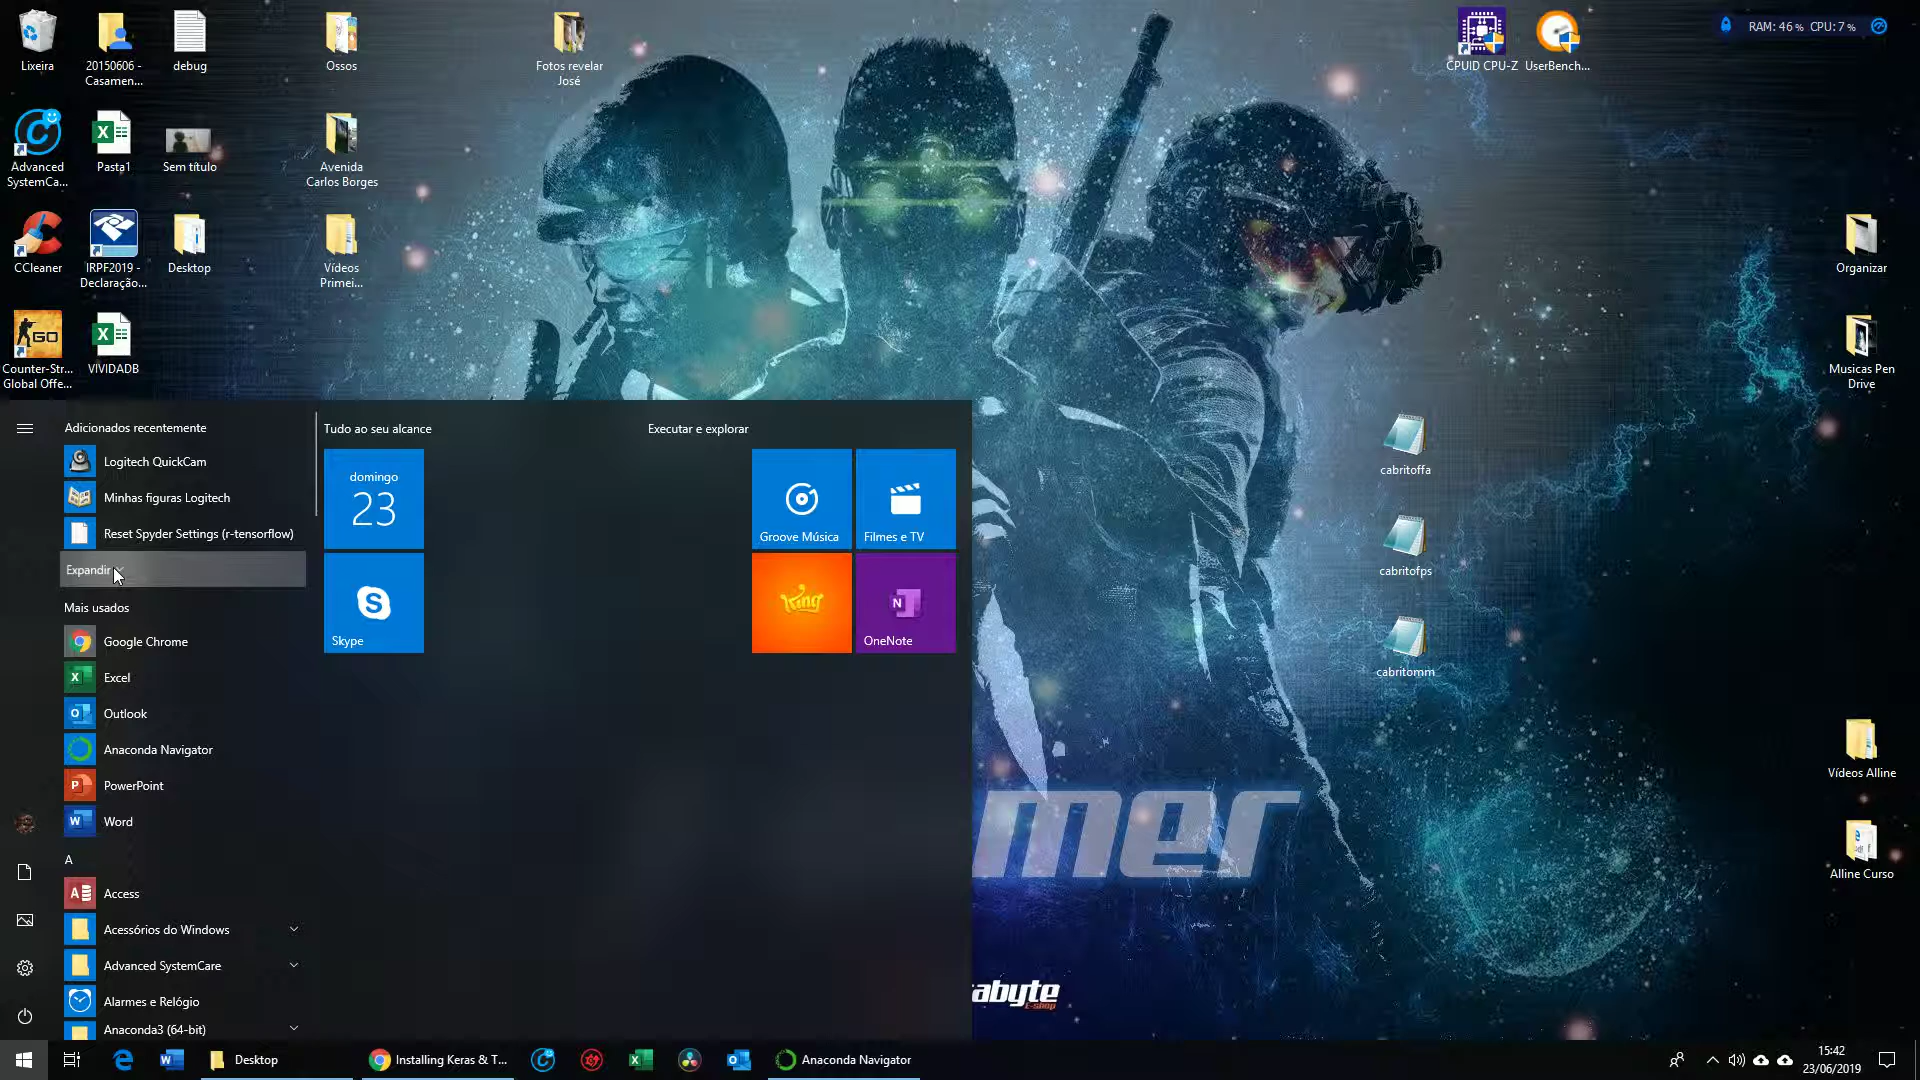 Lixeira
20150606 -
Casamen...
debug
Ossos
Fotos revelar
José
CPUID CPU-Z
UserBench...
RAM: 46 % CPU: 7 %
Advanced
SystemCa...
Pasta1
Sem título
Avenida
Carlos Borges
CCleaner
IRPF2019 -
Declaração...
Desktop
Vídeos
Primei...
Organizar
GO
Counter-Str...
Global Offe...
VIVIDADB
Musicas Pen
Drive
cabritoffa
cabritofps
cabritomm
Vídeos Alline
Alline Curso
mer
abyte
E-shop
Adicionados recentemente
Logitech QuickCam
Minhas figuras Logitech
Reset Spyder Settings (r-tensorflow)
Expandir
Mais usados
Google Chrome
Excel
Outlook
Anaconda Navigator
PowerPoint
Word
A
Access
Acessórios do Windows
Advanced SystemCare
Alarmes e Relógio
Anaconda3 (64-bit)
Tudo ao seu alcance
domingo
23
Skype
Executar e explorar
Groove Música
Filmes e TV
King
OneNote
Desktop
Installing Keras & T...
Anaconda Navigator
15:42
23/06/2019